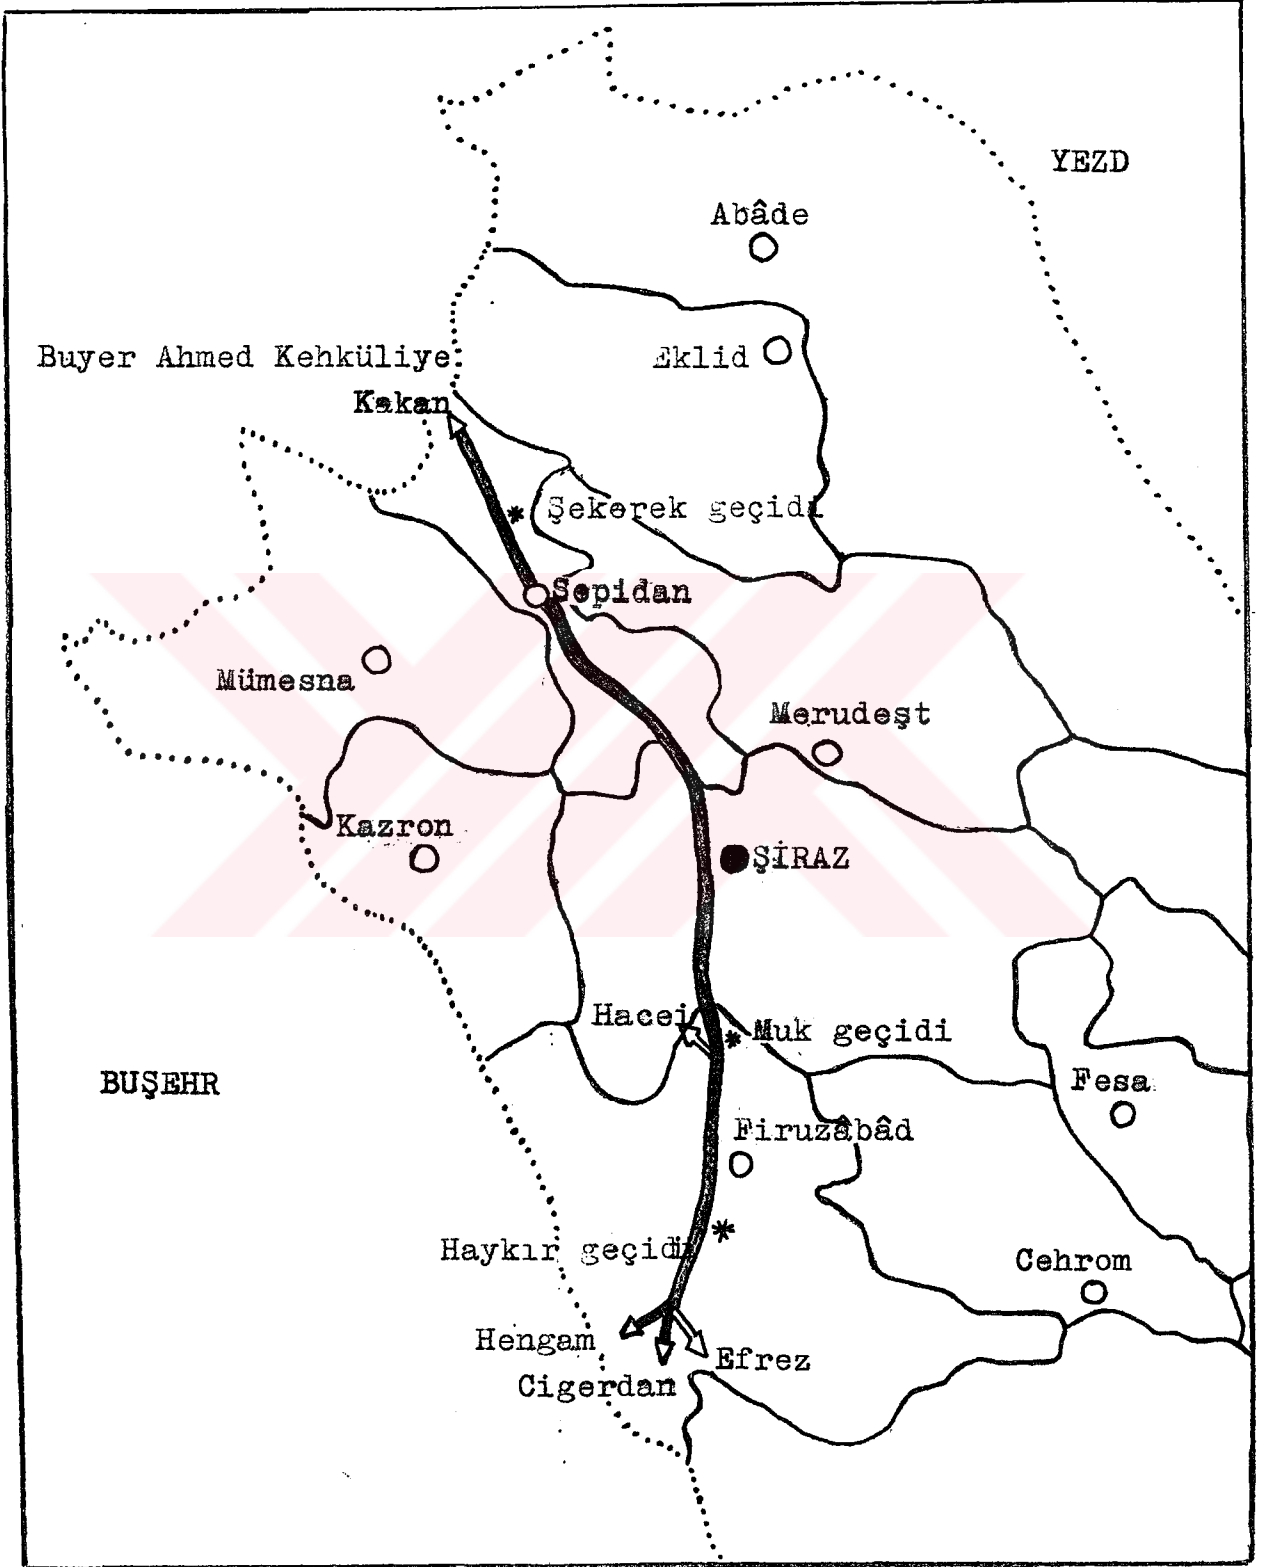 YEZD
Abâde
Buyer Ahmed Kehküliye
Eklid
Kakan
Şekerek geçidi
Sepidan
Mümesna
Merudeşt
Kazron
ŞİRAZ
Hacei
Muk geçidi
BUŞEHR
Fesa
Firuzâbâd
Haykır geçidi
Cehrom
Hengam
Efrez
Cigerdan